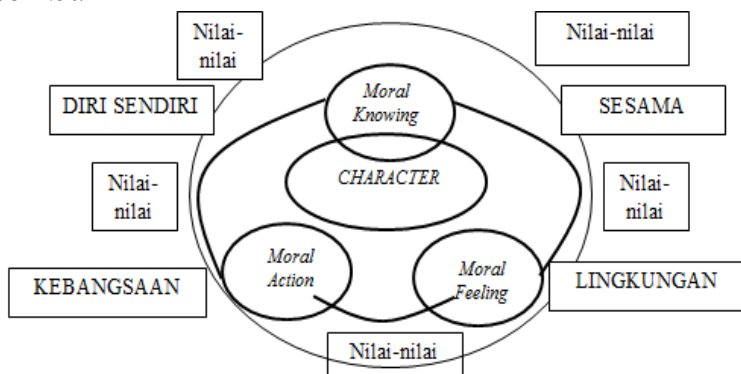 Nilai-
nilai
Nilai-nilai
DIRI SENDIRI
Moral
Knowing
SESAMA
CHARACTER
Nilai-
nilai
Nilai-
nilai
Moral
Action
Moral
Feeling
KEBANGSAAN
LINGKUNGAN
Nilai-nilai